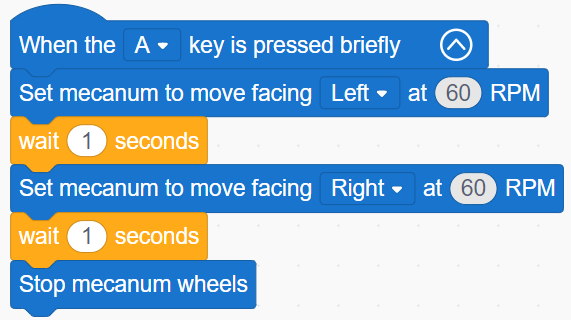 When the A key is pressed briefly
Set mecanum to move facing Left at 60 RPM
wait 1 seconds
Set mecanum to move facing Right at 60 RPM
wait 1 seconds
Stop mecanum wheels